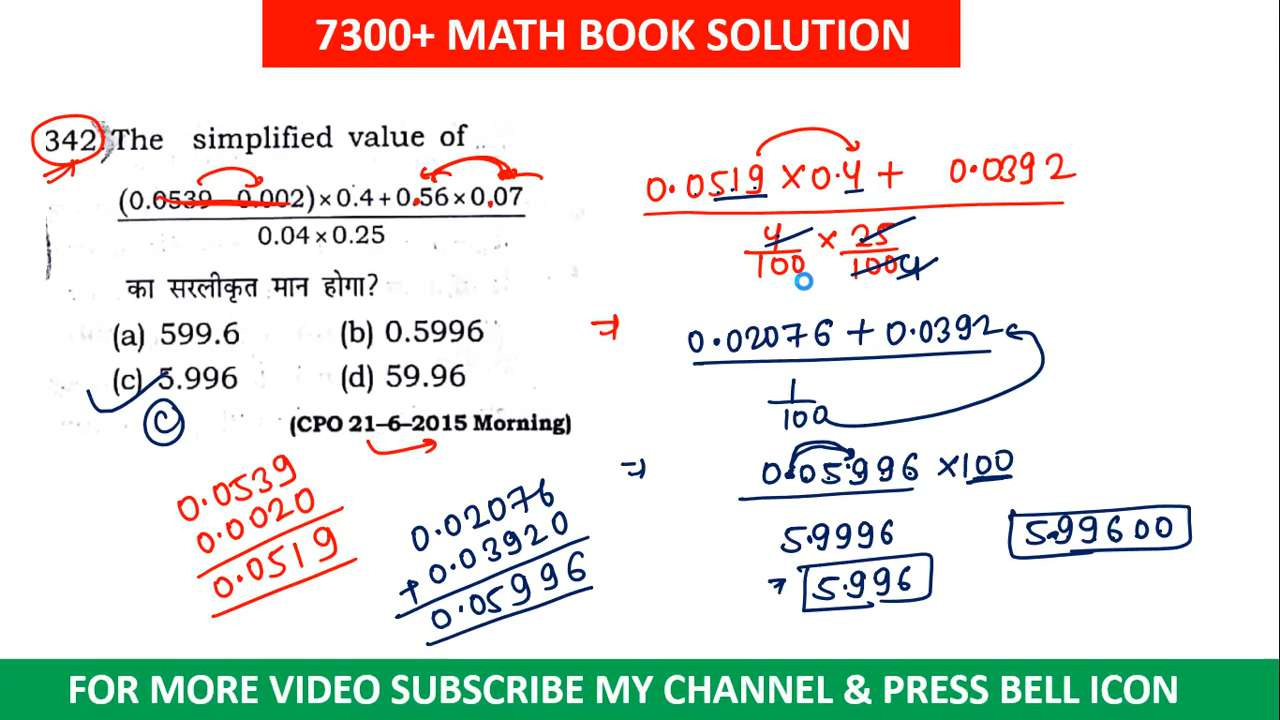 7300+ MATH BOOK SOLUTION
342. The simplified value of
(0.0539 - 0.002) × 0.4 + 0.56 × 0.07
0.04 × 0.25
का सरलीकृत मान होगा?
(a) 599.6 (b) 0.5996
(c) 5.996 (d) 59.96
C
(CPO 21–6–2015 Morning)
0.0539
0.0020
0.0519
0.02076
+ 0.03920
0.05996
0.0519 × 0.4 + 0.0392
4/100 × 25/100 4
⇒ 0.02076 + 0.0392
1/100
⇒ 0.05996 × 100
5.9996
5.99600
5.996
FOR MORE VIDEO SUBSCRIBE MY CHANNEL & PRESS BELL ICON